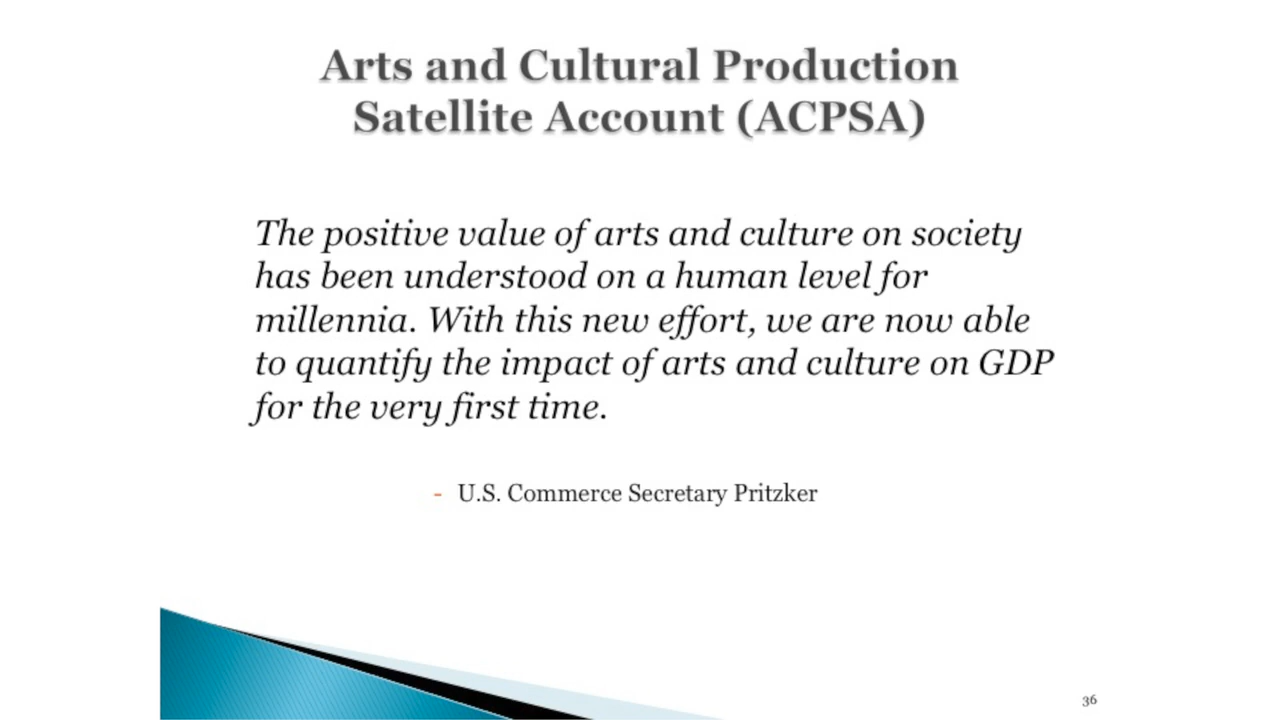 Arts and Cultural Production
Satellite Account (ACPSA)
The positive value of arts and culture on society
has been understood on a human level for
millennia. With this new effort, we are now able
to quantify the impact of arts and culture on GDP
for the very first time.
- U.S. Commerce Secretary Pritzker
36